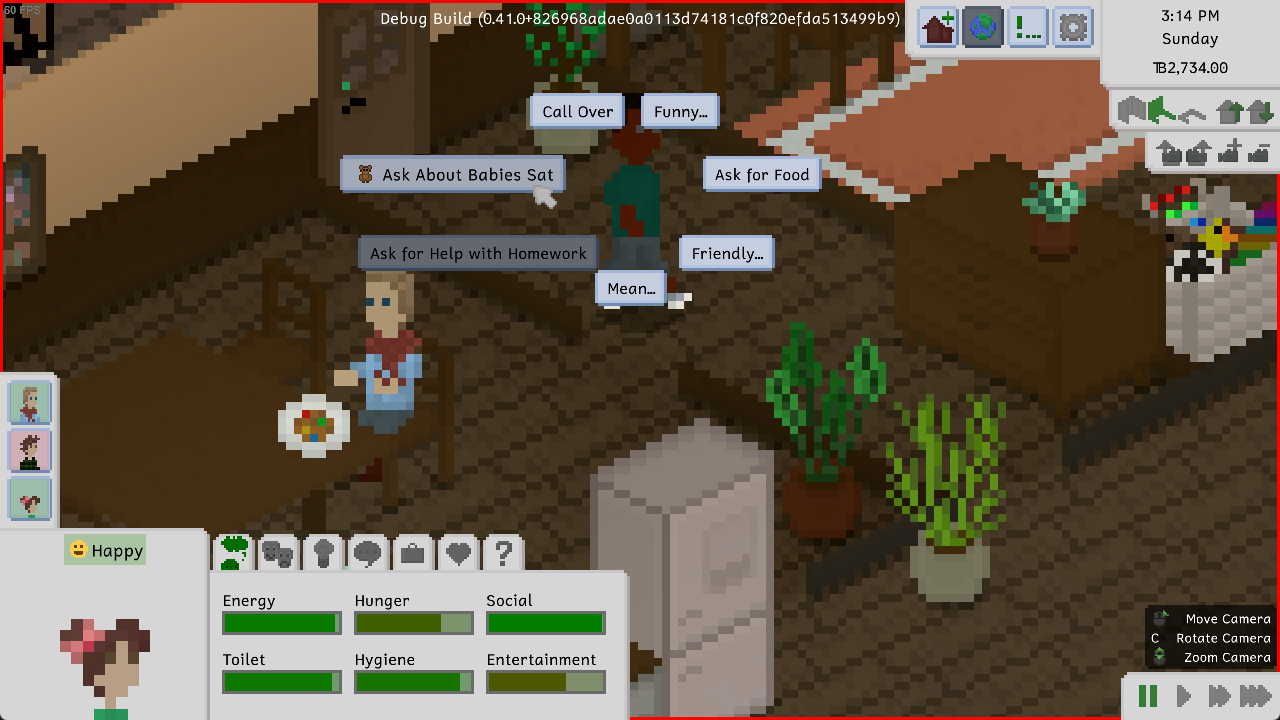 60 FPS
Debug Build (0.41.0+826968adae0a0113d74181c0f820efda513499b9)
3:14 PM
Sunday
₸2,734.00
Call Over
Funny...
Ask About Babies Sat
Ask for Food
Ask for Help with Homework
Friendly...
Mean...
Happy
Energy
Hunger
Social
Toilet
Hygiene
Entertainment
Move Camera
C Rotate Camera
Zoom Camera